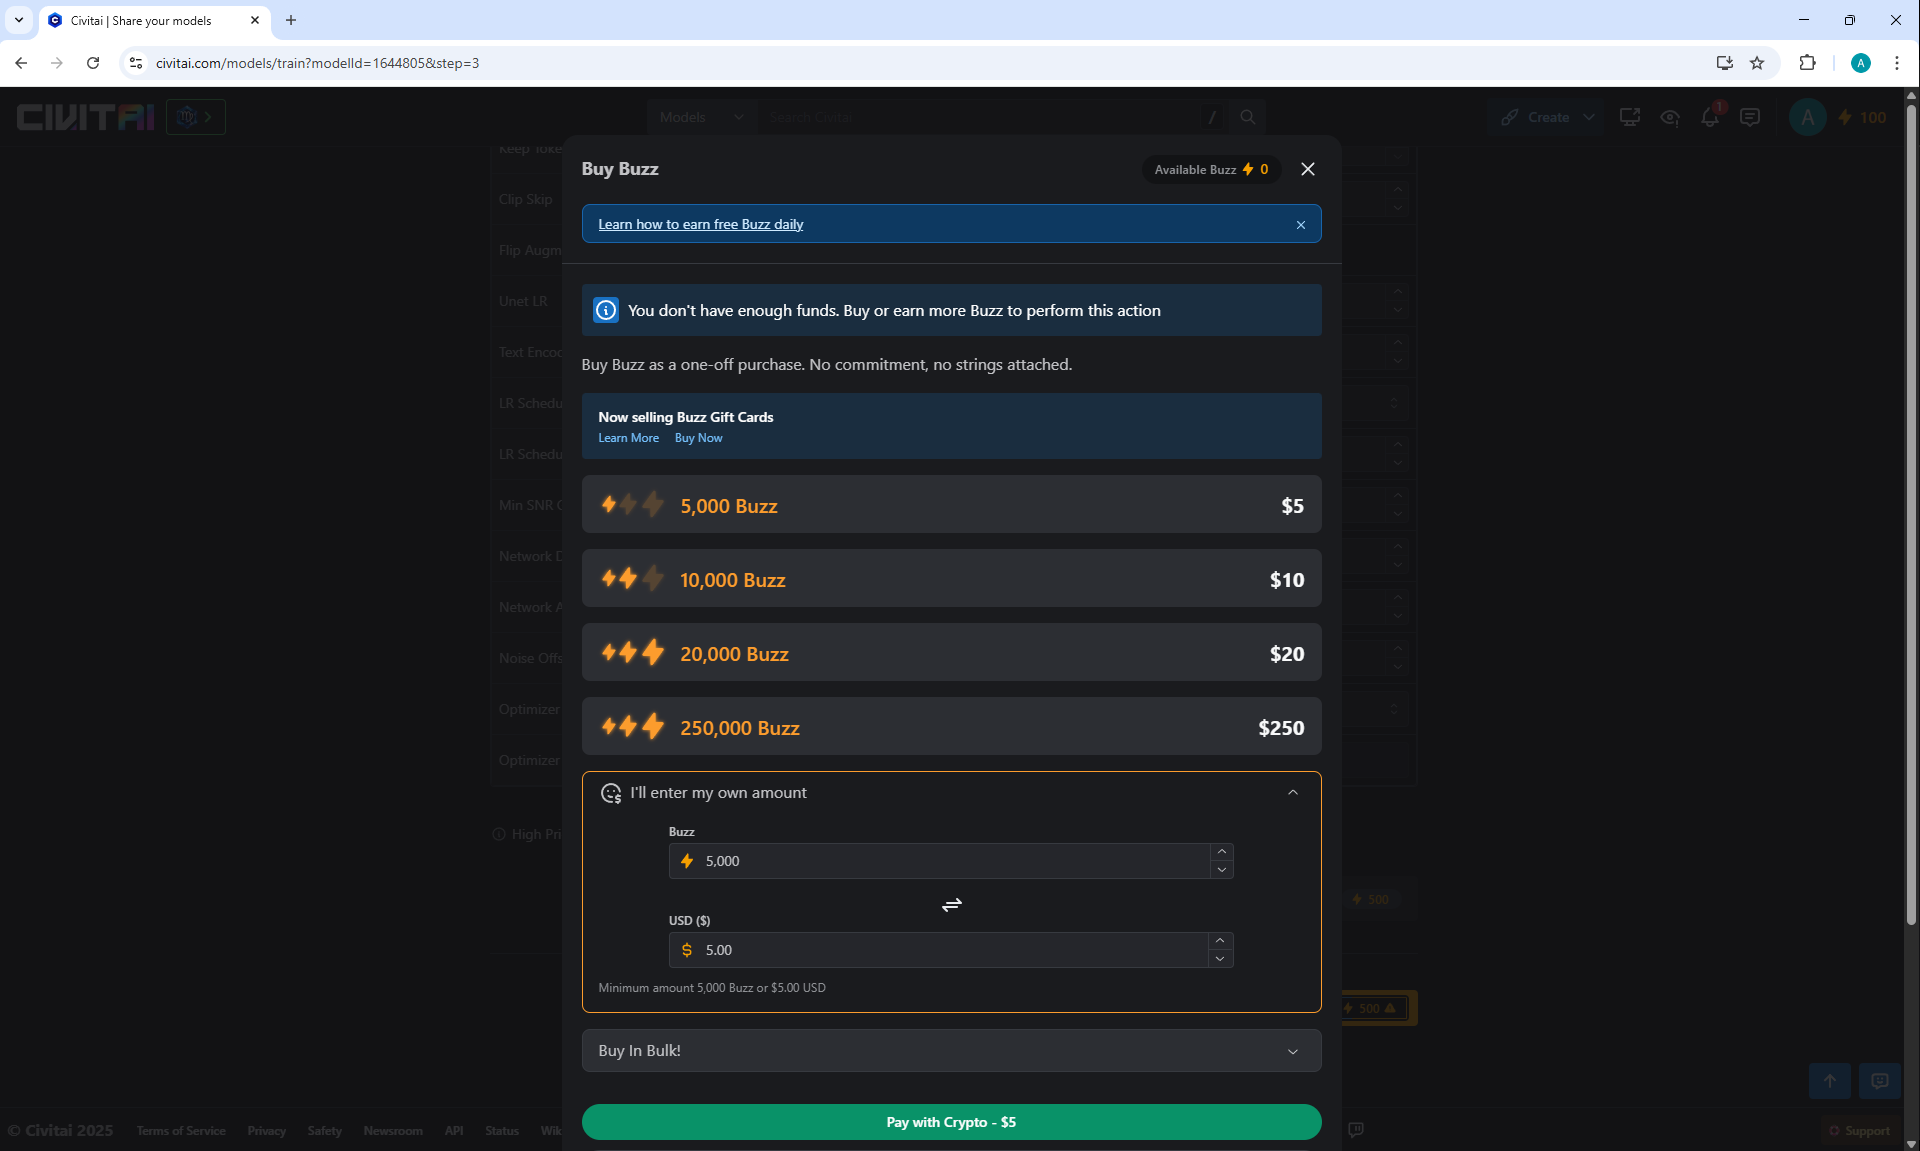 Civitai | Share your models
civitai.com/models/train?modelId=1644805&step=3
A
CIVITAI
Models
Search Civitai
/
Create
1
A
100
Keep Toke
Clip Skip
Flip Augm
Unet LR
Text Encod
LR Schedu
LR Schedu
Min SNR G
Network D
Network A
Noise Offs
Optimizer
Optimizer
High Pri
Buy Buzz
Available Buzz 0
Learn how to earn free Buzz daily
You don't have enough funds. Buy or earn more Buzz to perform this action
Buy Buzz as a one-off purchase. No commitment, no strings attached.
Now selling Buzz Gift Cards
Learn More Buy Now
5,000 Buzz $5
10,000 Buzz $10
20,000 Buzz $20
250,000 Buzz $250
I'll enter my own amount
Buzz
5,000
USD ($)
$ 5.00
Minimum amount 5,000 Buzz or $5.00 USD
500
500
Buy In Bulk!
Pay with Crypto - $5
© Civitai 2025 Terms of Service Privacy Safety Newsroom API Status Wik
Support